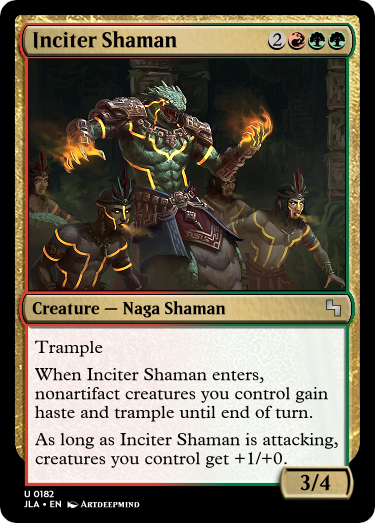 Inciter Shaman 2
Creature — Naga Shaman
Trample
When Inciter Shaman enters,
nonartifact creatures you control gain
haste and trample until end of turn.
As long as Inciter Shaman is attacking,
creatures you control get +1/+0.
3/4
U 0182
JLA • EN ArtDeepMind